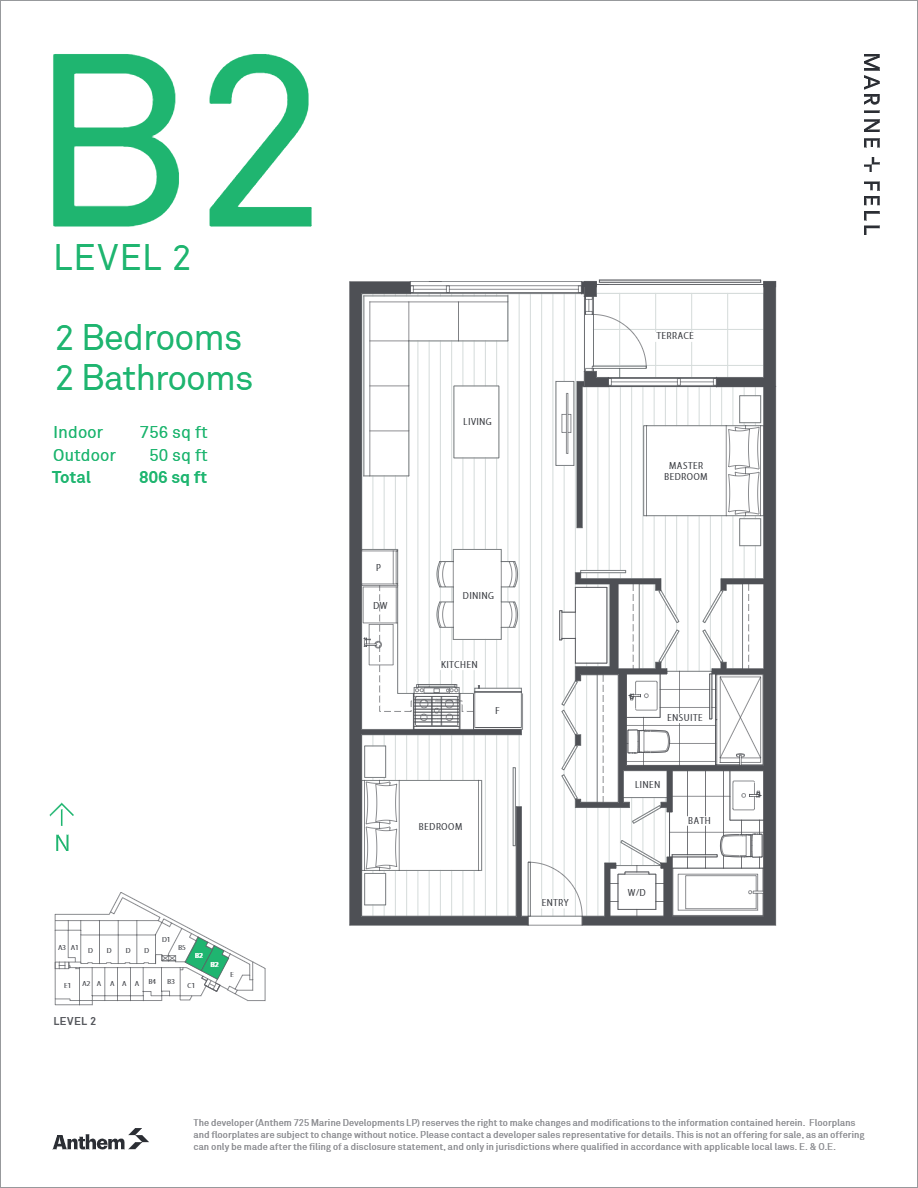 B2
LEVEL 2
MARINE + FELL
2 Bedrooms
2 Bathrooms
Indoor 756 sq ft
Outdoor 50 sq ft
Total 806 sq ft
TERRACE
LIVING
MASTER
BEDROOM
P
DW
DINING
KITCHEN
F
ENSUITE
LINEN
BATH
BEDROOM
W/D
ENTRY
N
D1
B5
A3 A1 D D D D
B2
B2
E
E1 A2 A A A A B4 B3 C1
LEVEL 2
Anthem
The developer (Anthem 725 Marine Developments LP) reserves the right to make changes and modifications to the information contained herein. Floorplans
and floorplates are subject to change without notice. Please contact a developer sales representative for details. This is not an offering for sale, as an offering
can only be made after the filing of a disclosure statement, and only in jurisdictions where qualified in accordance with applicable local laws. E. & O.E.